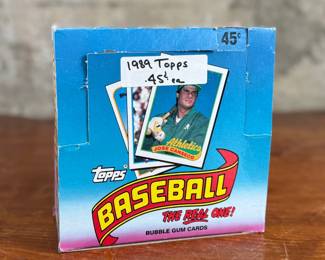 45¢
1989 Topps
.45¢ ea
Athletics
JOSE CANSECO
Topps
BASEBALL
THE REAL ONE!
BUBBLE GUM CARDS